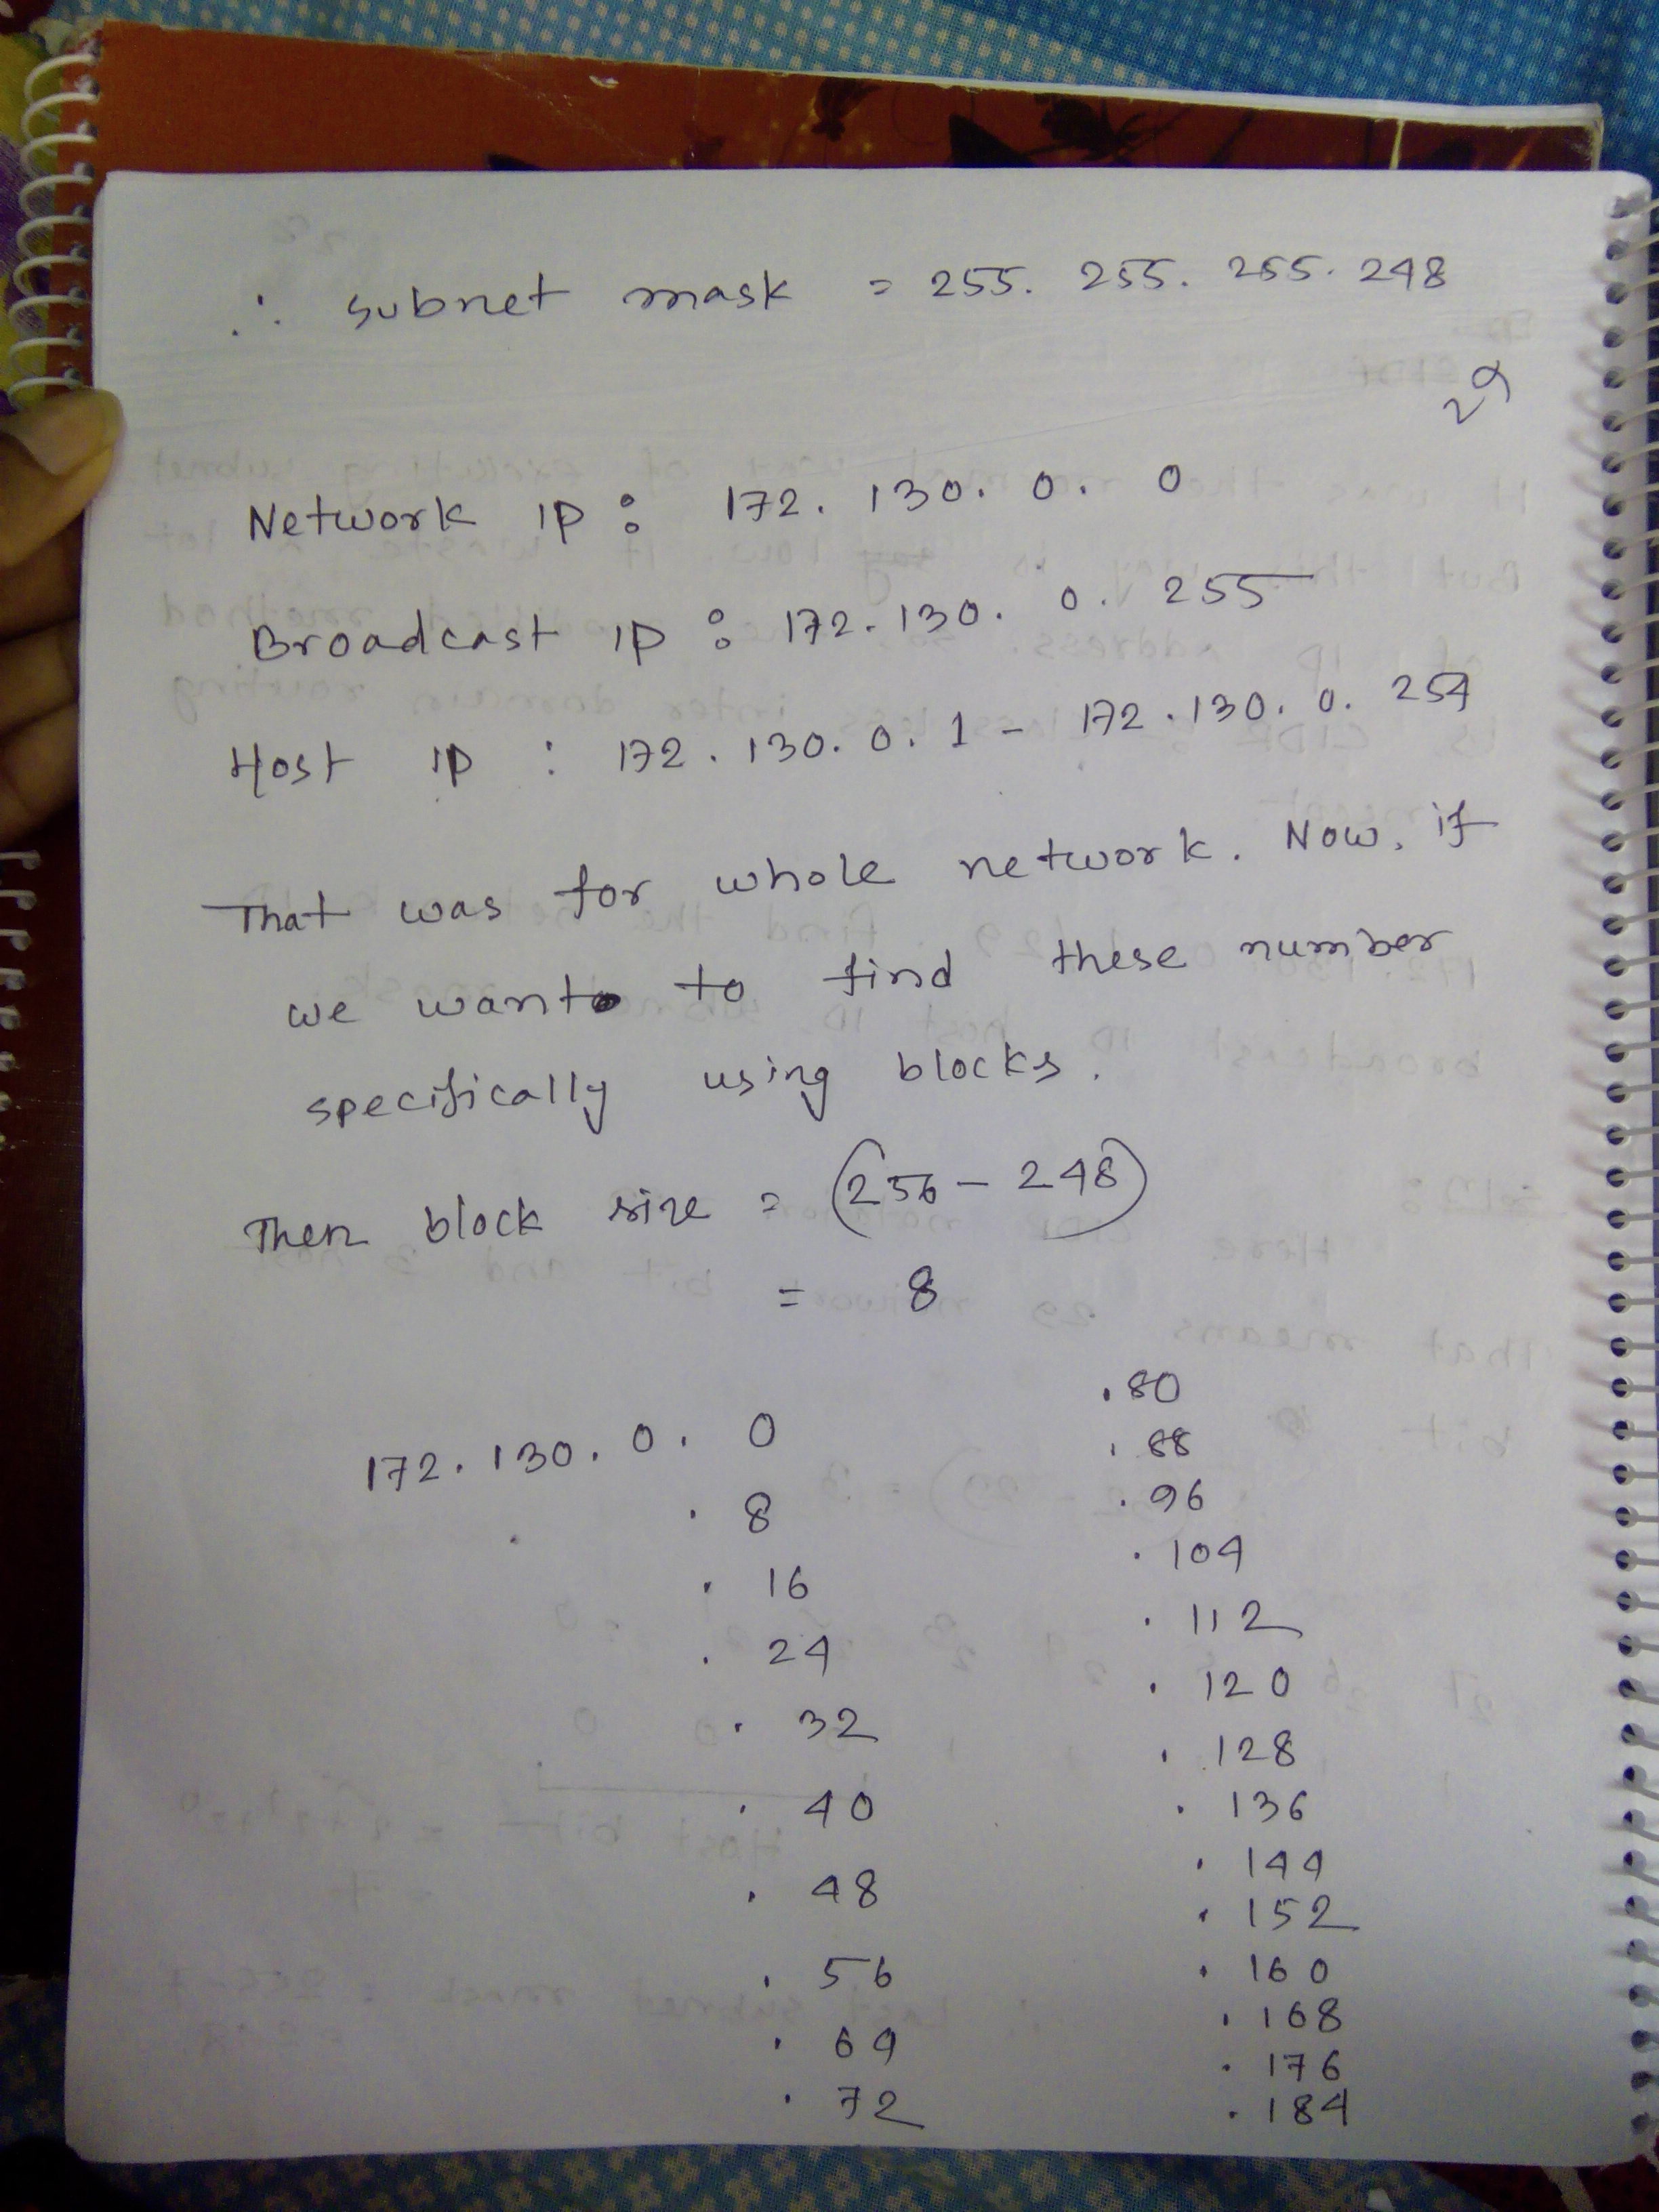 ∴ subnet mask = 255. 255. 255. 248
29
Network IP : 172. 130. 0. 0
Broadcast IP : 172. 130. 0. 255
Host IP : 172. 130. 0. 1 - 172. 130. 0. 254
That was for whole network. Now, if
we want to find these number
specifically using blocks.
Then block size = (256 - 248)
= 8
172. 130. 0. 0
. 8
. 16
. 24
. 32
. 40
. 48
. 56
. 64
. 72
. 80
. 88
. 96
. 104
. 112
. 120
. 128
. 136
. 144
. 152
. 160
. 168
. 176
. 184